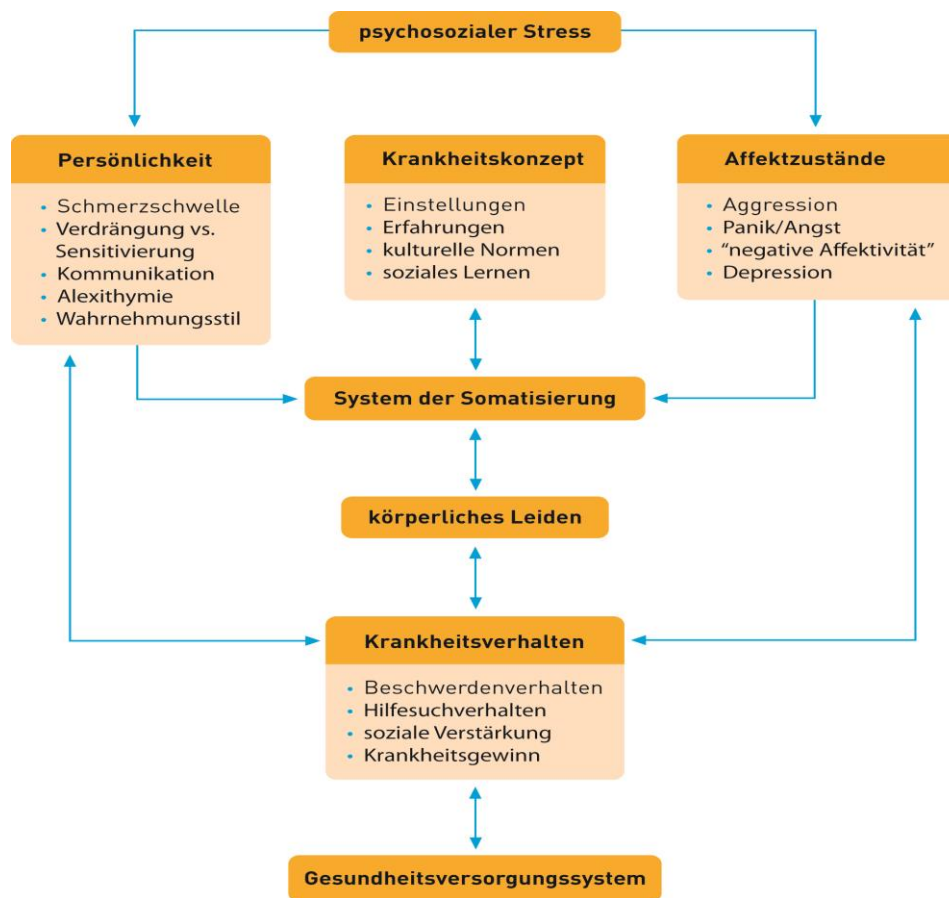 psychosozialer Stress
Persönlichkeit
• Schmerzschwelle
• Verdrängung vs.
Sensitivierung
• Kommunikation
• Alexithymie
• Wahrnehmungsstil
Krankheitskonzept
• Einstellungen
• Erfahrungen
• kulturelle Normen
• soziales Lernen
Affektzustände
• Aggression
• Panik/Angst
• “negative Affektivität”
• Depression
System der Somatisierung
körperliches Leiden
Krankheitsverhalten
• Beschwerdenverhalten
• Hilfesuchverhalten
• soziale Verstärkung
• Krankheitsgewinn
Gesundheitsversorgungssystem